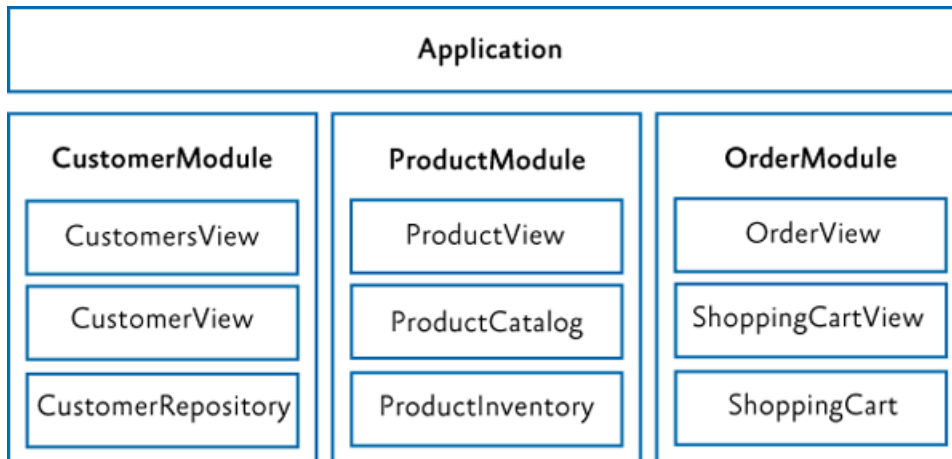 Application
CustomerModule
CustomersView
CustomerView
CustomerRepository
ProductModule
ProductView
ProductCatalog
ProductInventory
OrderModule
OrderView
ShoppingCartView
ShoppingCart